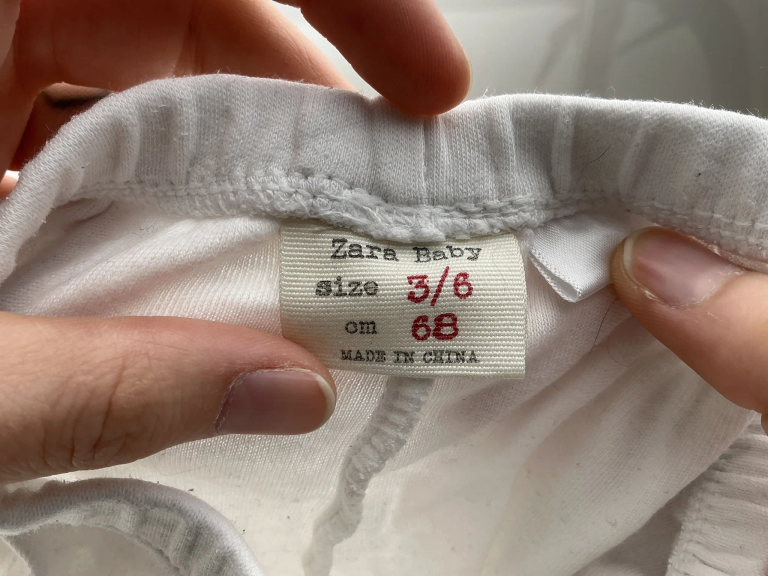 Zara Baby
size 3/6
cm 68
MADE IN CHINA